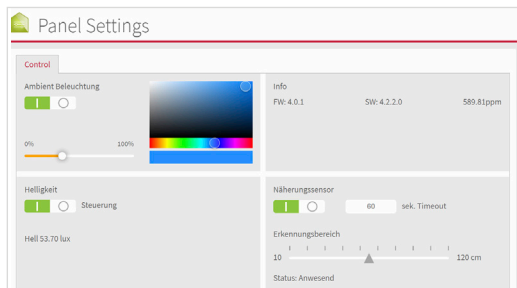 Panel Settings
Control
Ambient Beleuchtung
0% 100%
Info
FW: 4.0.1 SW: 4.2.2.0 589.81ppm
Helligkeit
Steuerung
Hell 53.70 lux
Näherungssensor
60 sek. Timeout
Erkennungsbereich
10 120 cm
Status: Anwesend